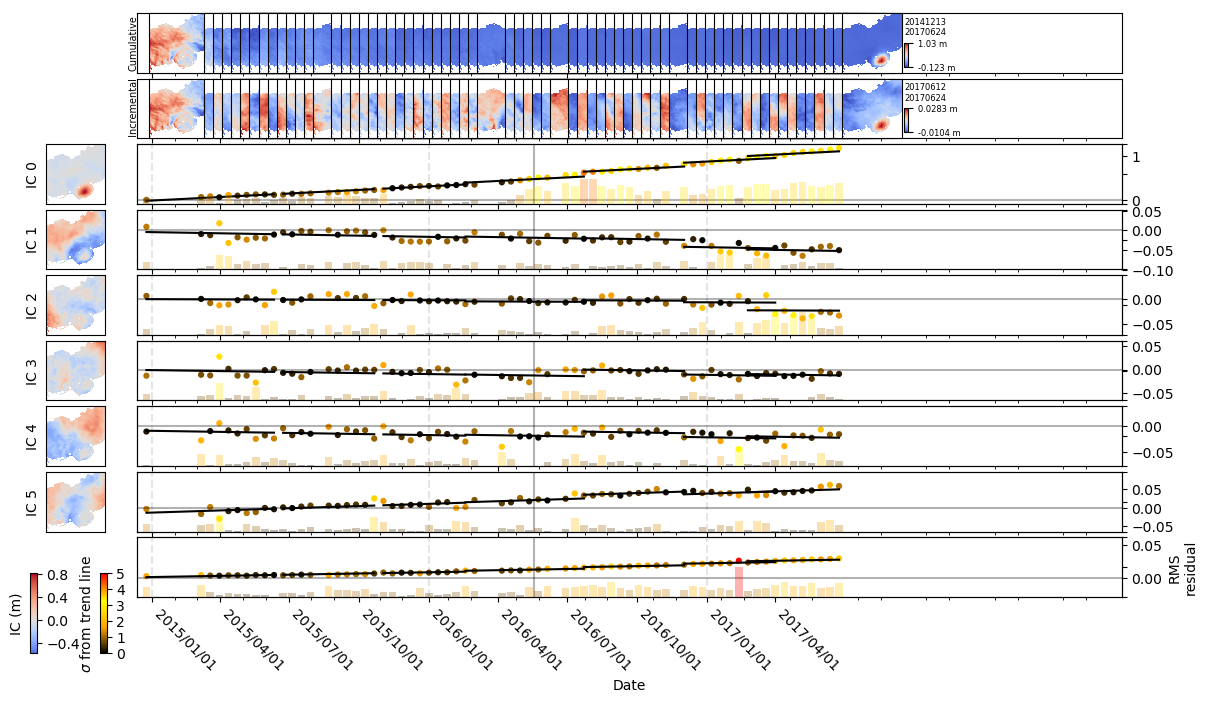 Cumulative
20141213
20170624
1.03 m
-0.123 m
Incremental
20170612
20170624
0.0283 m
-0.0104 m
IC 0
1
0
IC 1
0.05
0.00
−0.05
−0.10
IC 2
0.00
−0.05
IC 3
0.05
0.00
−0.05
IC 4
0.00
−0.05
IC 5
0.05
0.00
−0.05
0.05
0.00
RMS
residual
IC (m)
0.8
0.4
0.0
−0.4
σ from trend line
5
4
3
2
1
0
2015/01/01
2015/04/01
2015/07/01
2015/10/01
2016/01/01
2016/04/01
2016/07/01
2016/10/01
2017/01/01
2017/04/01
Date